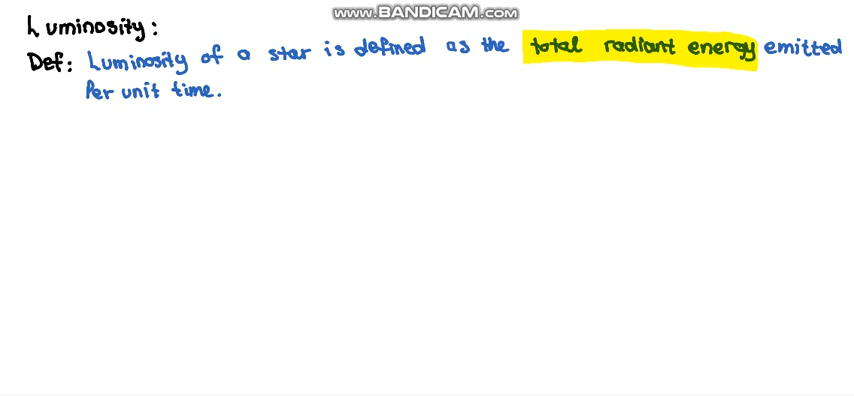 www.BANDICAM.com
Luminosity:
Def: Luminosity of a star is defined as the total radiant energy emitted
Per unit time.